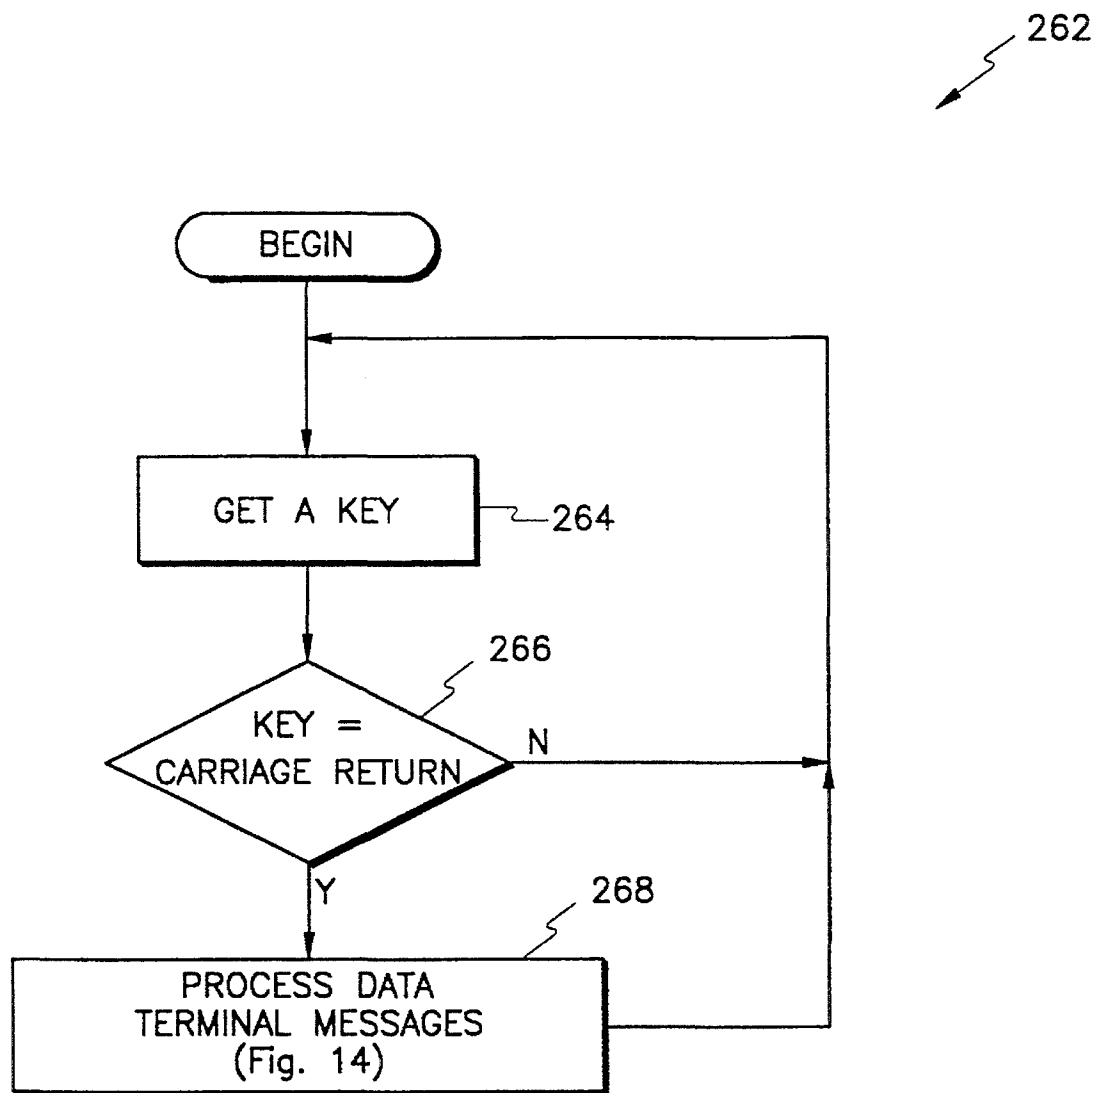 262
BEGIN
GET A KEY
264
266
KEY =
CARRIAGE RETURN
N
Y
268
PROCESS DATA
TERMINAL MESSAGES
(Fig. 14)